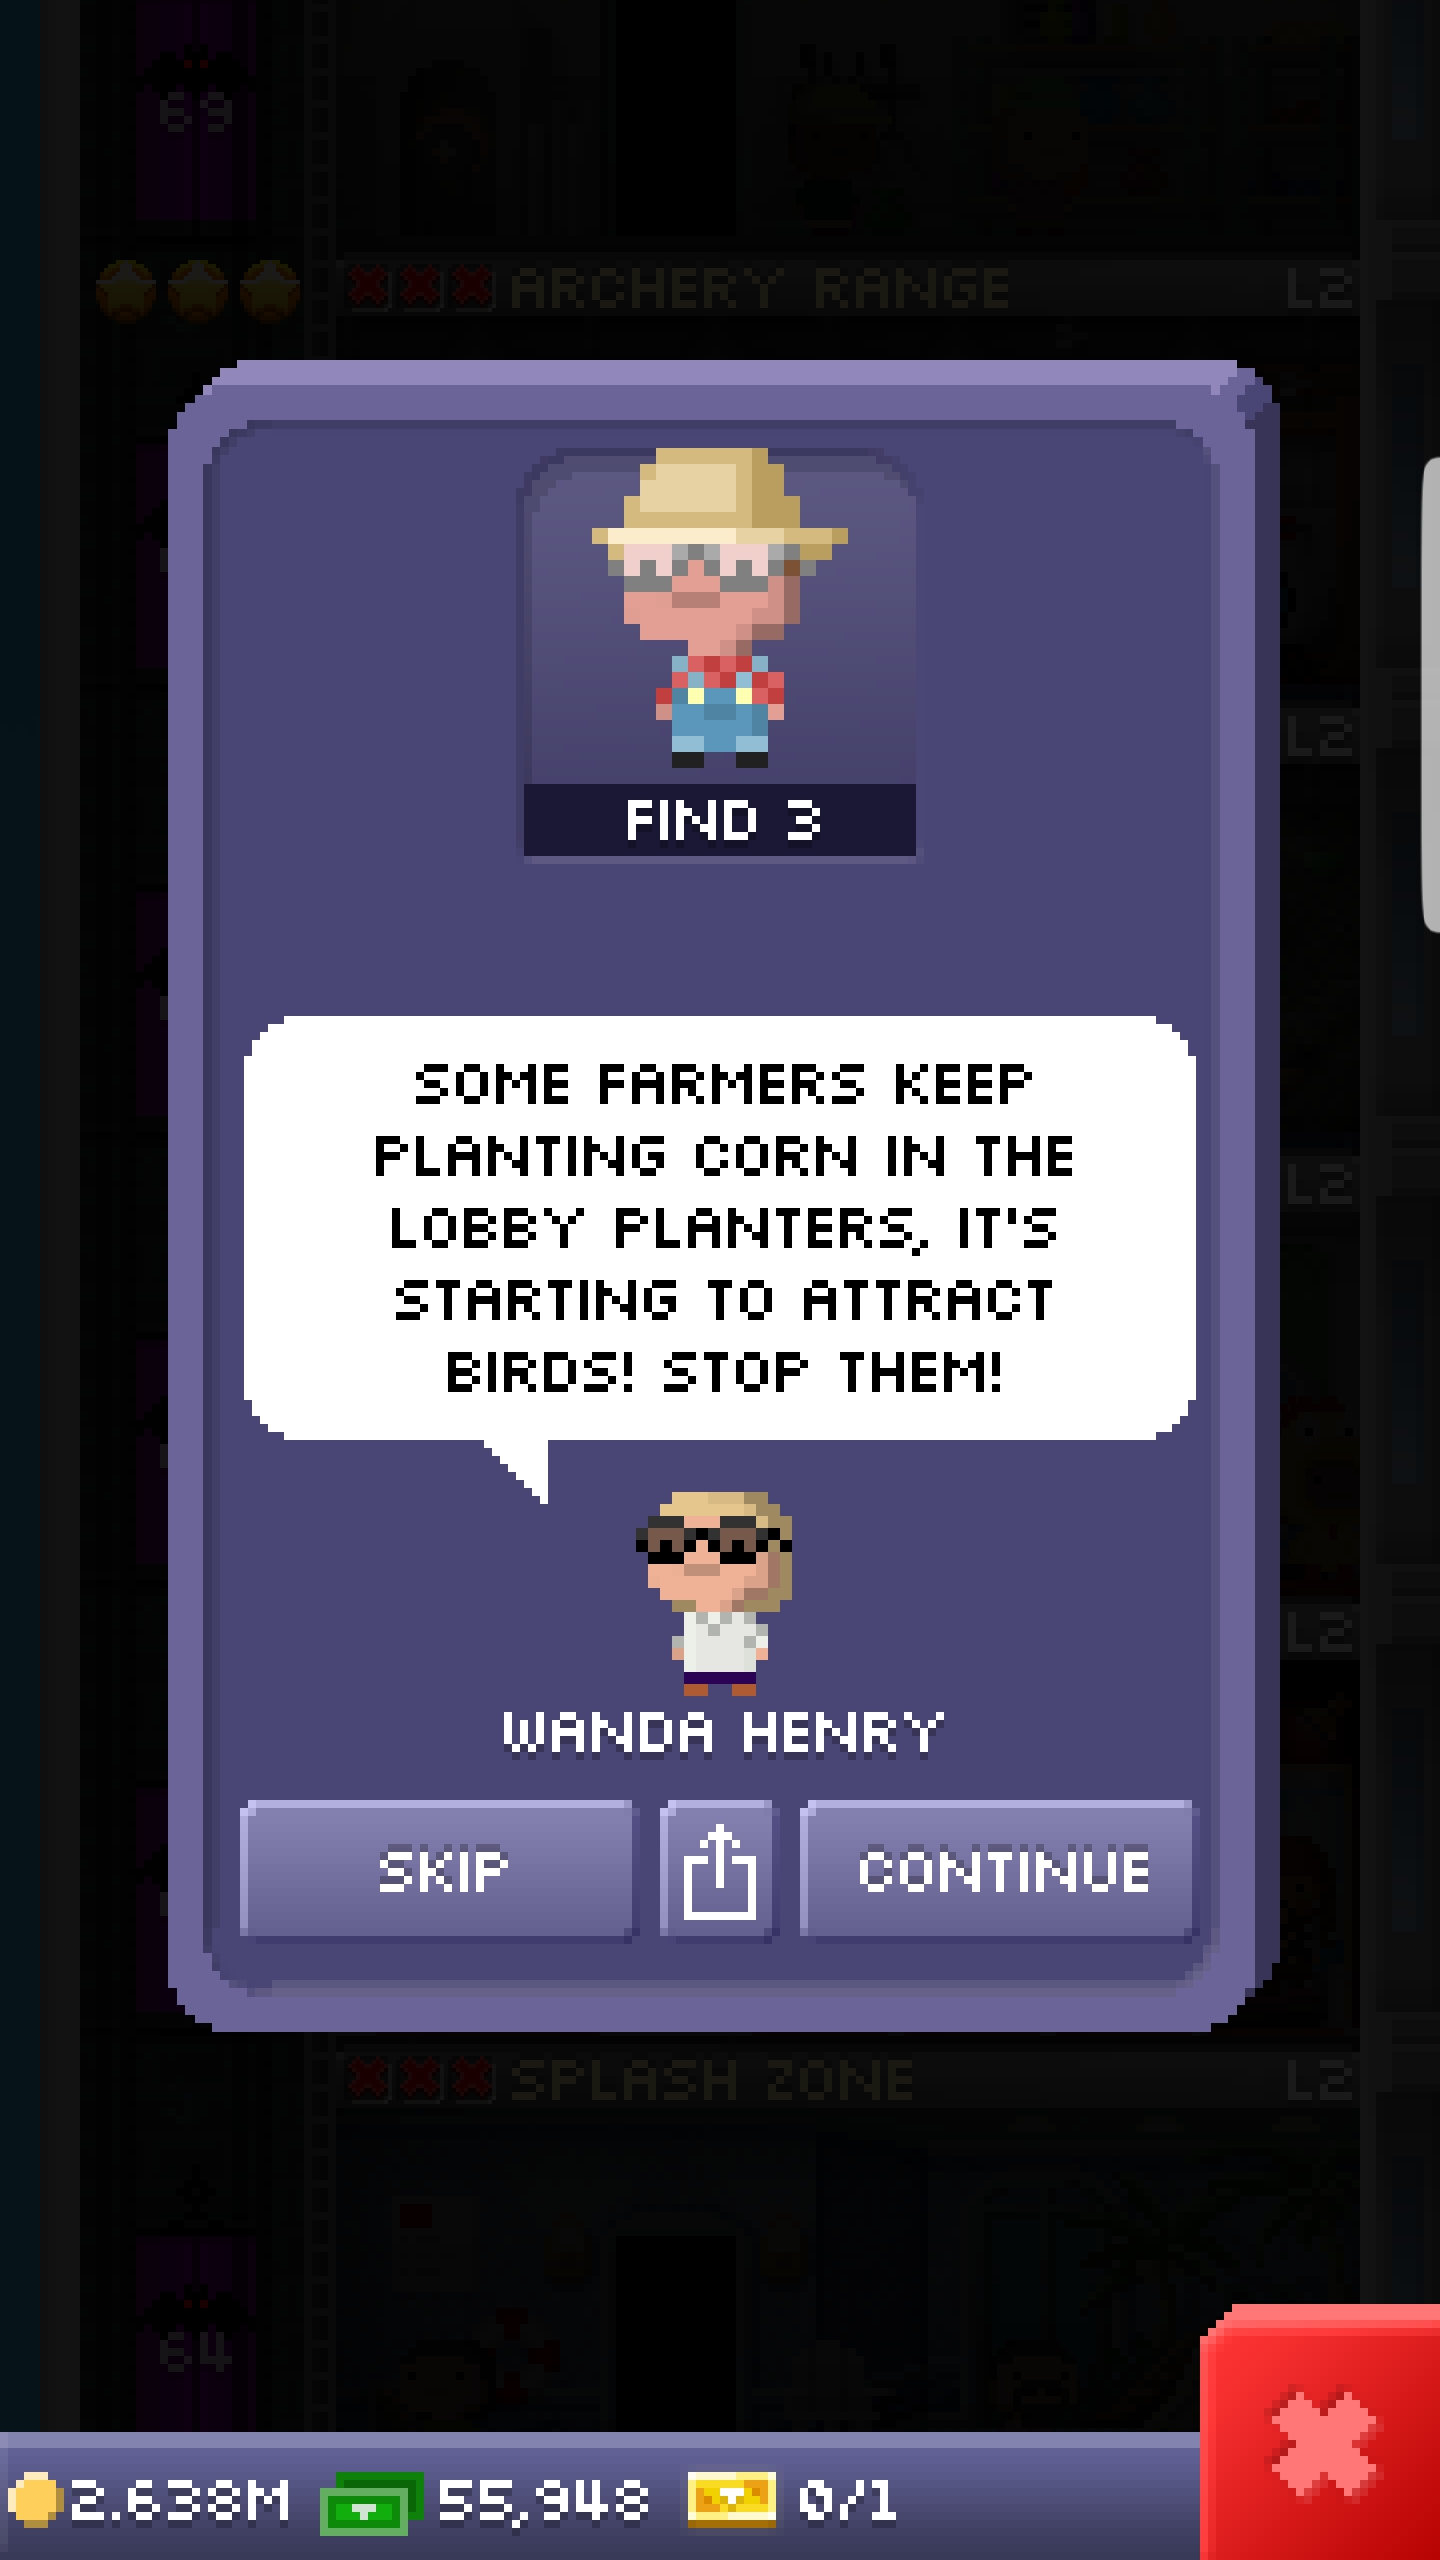 69
ARCHERY RANGE L2
L2
FIND 3
SOME FARMERS KEEP
PLANTING CORN IN THE
LOBBY PLANTERS, IT'S
STARTING TO ATTRACT
BIRDS! STOP THEM!
L2
L2
WANDA HENRY
SKIP
CONTINUE
SPLASH ZONE L2
64
2.638M 55,948 0/1